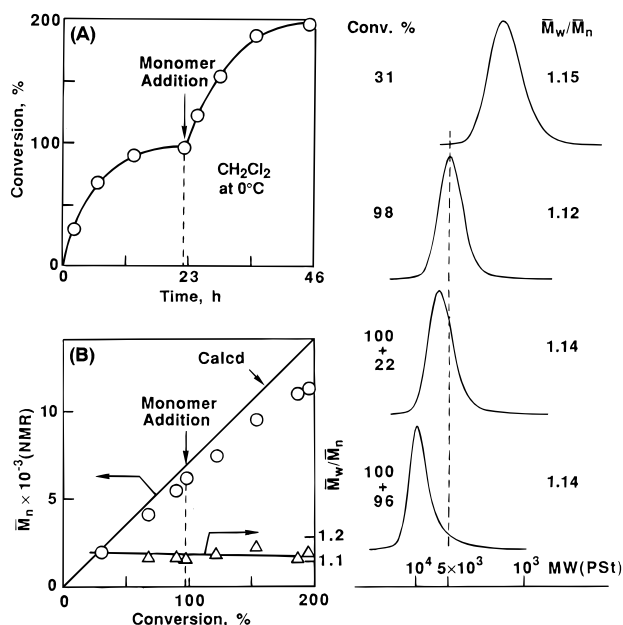 (A)
200
100
0
Conversion, %
Monomer
Addition
CH₂Cl₂
at 0°C
0
23
46
Time, h
(B)
Calcd
Monomer
Addition
10
5
0
M̅n × 10⁻³ (NMR)
M̅w/M̅n
1.2
1.1
0
100
200
Conversion, %
Conv. %
M̅w/M̅n
31
1.15
98
1.12
100
+
22
1.14
100
+
96
1.14
10⁴ 5×10³ 10³ MW(PSt)